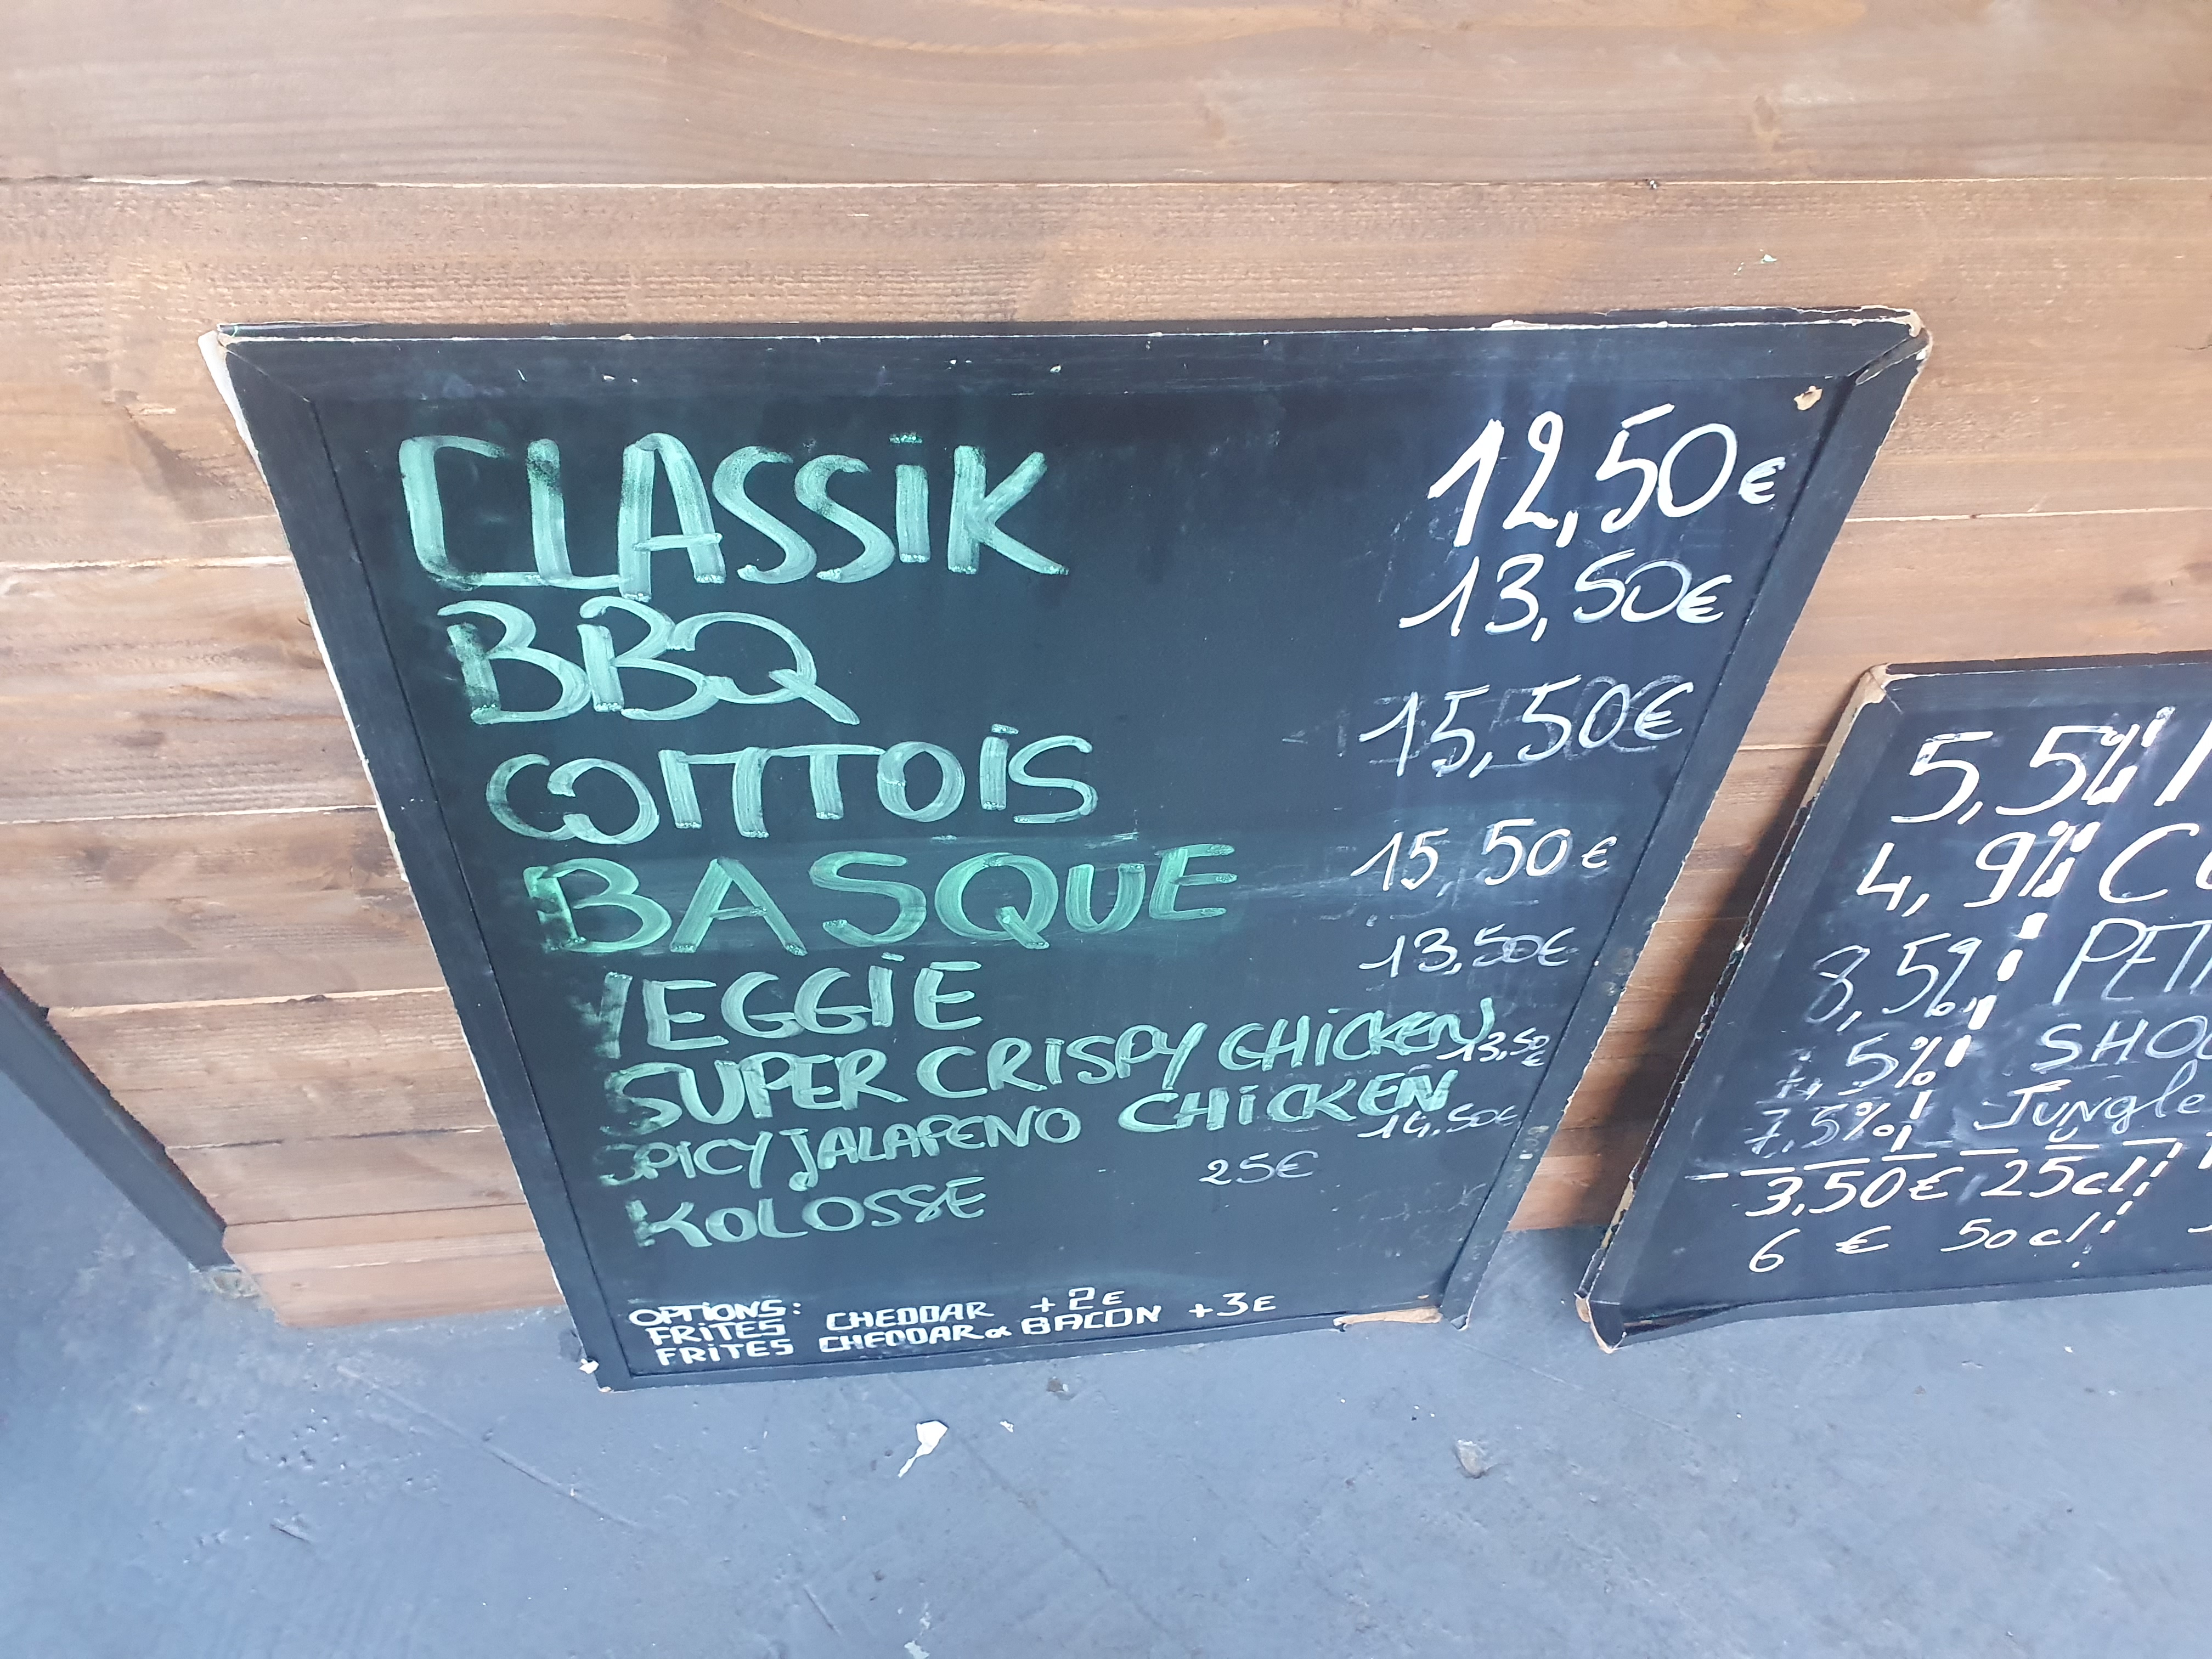 CLASSIK 12,50€
BBQ 13,50€
COMTOIS 15,50€
BASQUE 15,50€
VEGGIE 13,50€
SUPER CRISPY CHICKEN 13,50€
SPICY JALAPENO CHICKEN 14,50€
KOLOSSE 25€
OPTIONS:
FRITES CHEDDAR +2€
FRITES CHEDDAR & BACON +3€
5,5%
4,9%
8,5%
5%
7,5% Jungle
3,50€ 25cl
6 € 50cl